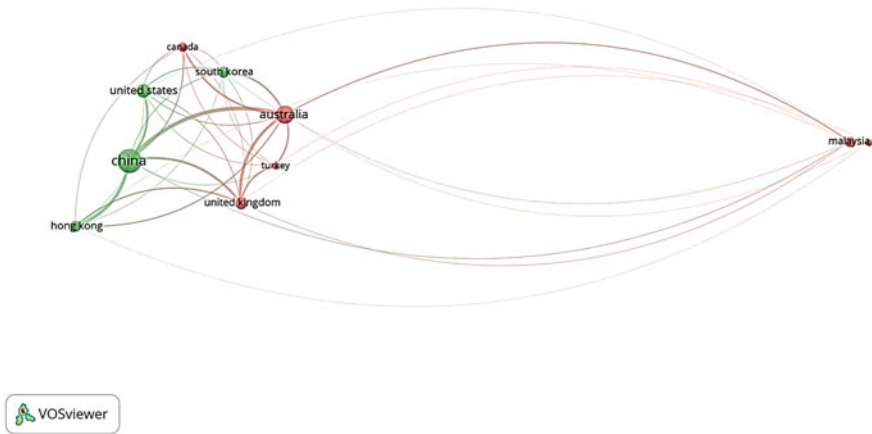 canada
south korea
united states
australia
china
malaysia
turkey
united kingdom
hong kong
VOSviewer